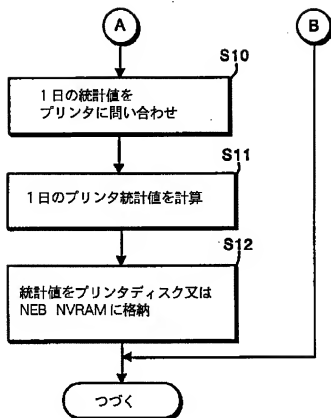 A
B
S10
1日の統計値を
プリンタに問い合わせ
S11
1日のプリンタ統計値を計算
S12
統計値をプリンタディスク又は
NEB NVRAMに格納
つづく